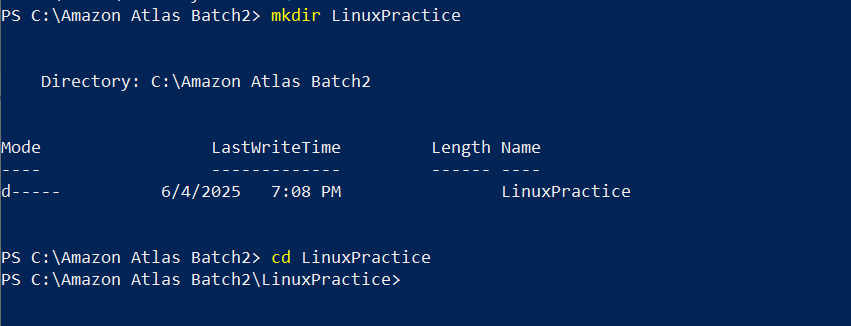 PS C:\Amazon Atlas Batch2> mkdir LinuxPractice
Directory: C:\Amazon Atlas Batch2
Mode                 LastWriteTime         Length Name
----                 -------------         ------ ----
d-----          6/4/2025   7:08 PM                LinuxPractice
PS C:\Amazon Atlas Batch2> cd LinuxPractice
PS C:\Amazon Atlas Batch2\LinuxPractice>